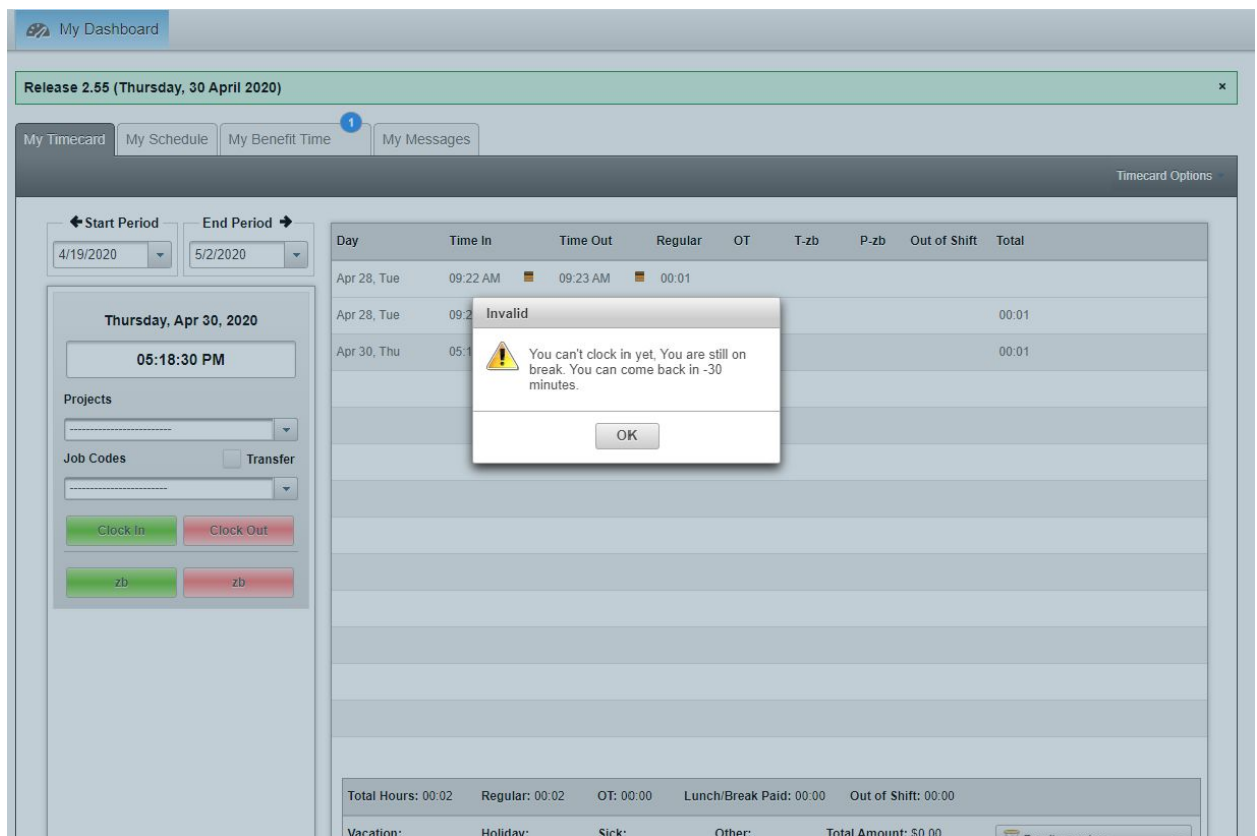 My Dashboard
Release 2.55 (Thursday, 30 April 2020) ×
My Timecard My Schedule My Benefit Time 1 My Messages
Timecard Options
Start Period End Period
4/19/2020 5/2/2020
Day Time In Time Out Regular OT T-zb P-zb Out of Shift Total
Apr 28, Tue 09:22 AM 09:23 AM 00:01
Apr 28, Tue 09:2 00:01
Apr 30, Thu 05:1 00:01
Thursday, Apr 30, 2020
05:18:30 PM
Projects
Job Codes Transfer
Clock In Clock Out
zb zb
Invalid
You can't clock in yet, You are still on
break. You can come back in -30
minutes.
OK
Total Hours: 00:02 Regular: 00:02 OT: 00:00 Lunch/Break Paid: 00:00 Out of Shift: 00:00
Vacation: Holiday: Sick: Other: Total Amount: $0.00